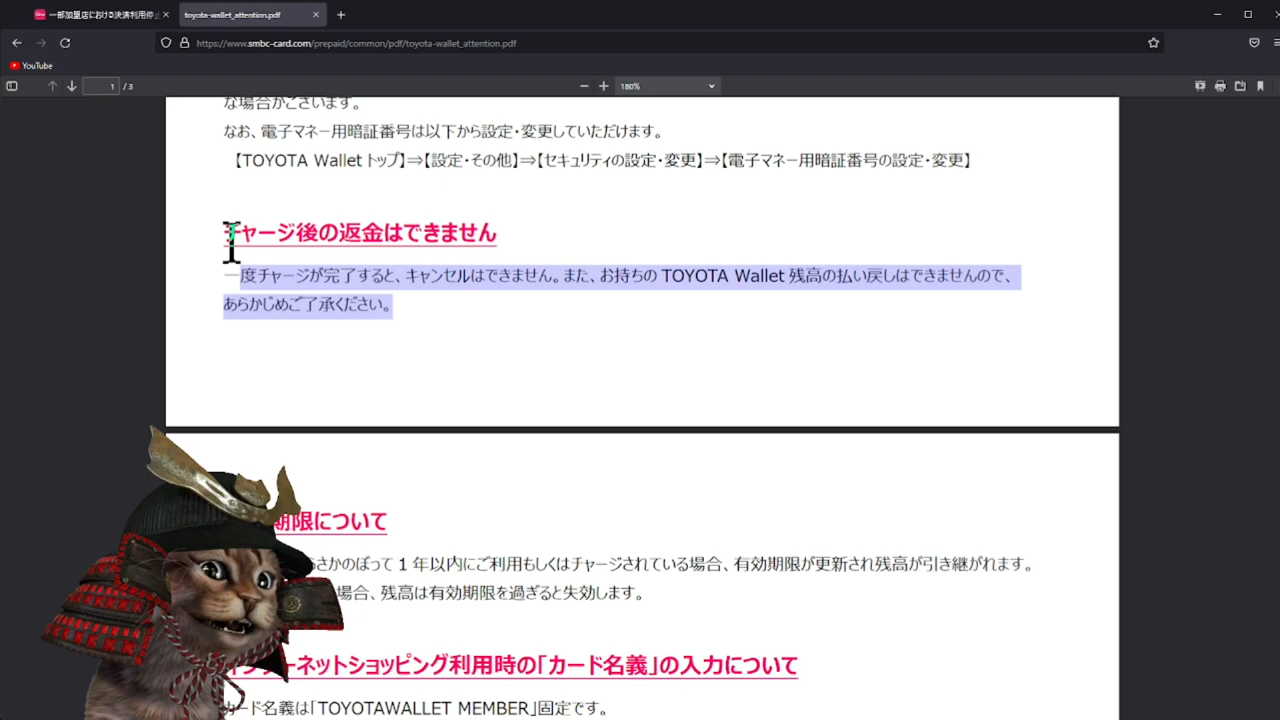 一部加盟店における決済利用停止
toyota-wallet_attention.pdf
https://www.smbc-card.com/prepaid/common/pdf/toyota-wallet_attention.pdf
YouTube
1 / 3
180%
な場合がございます。
なお、電子マネー用暗証番号は以下から設定・変更していただけます。
【TOYOTA Wallet トップ】⇒【設定・その他】⇒【セキュリティの設定・変更】⇒【電子マネー用暗証番号の設定・変更】
チャージ後の返金はできません
一度チャージが完了すると、キャンセルはできません。また、お持ちの TOYOTA Wallet 残高の払い戻しはできませんので、
あらかじめご了承ください。
期限について
さかのぼって 1 年以内にご利用もしくはチャージされている場合、有効期限が更新され残高が引き継がれます。
場合、残高は有効期限を過ぎると失効します。
インターネットショッピング利用時の「カード名義」の入力について
カード名義は「TOYOTAWALLET MEMBER」固定です。